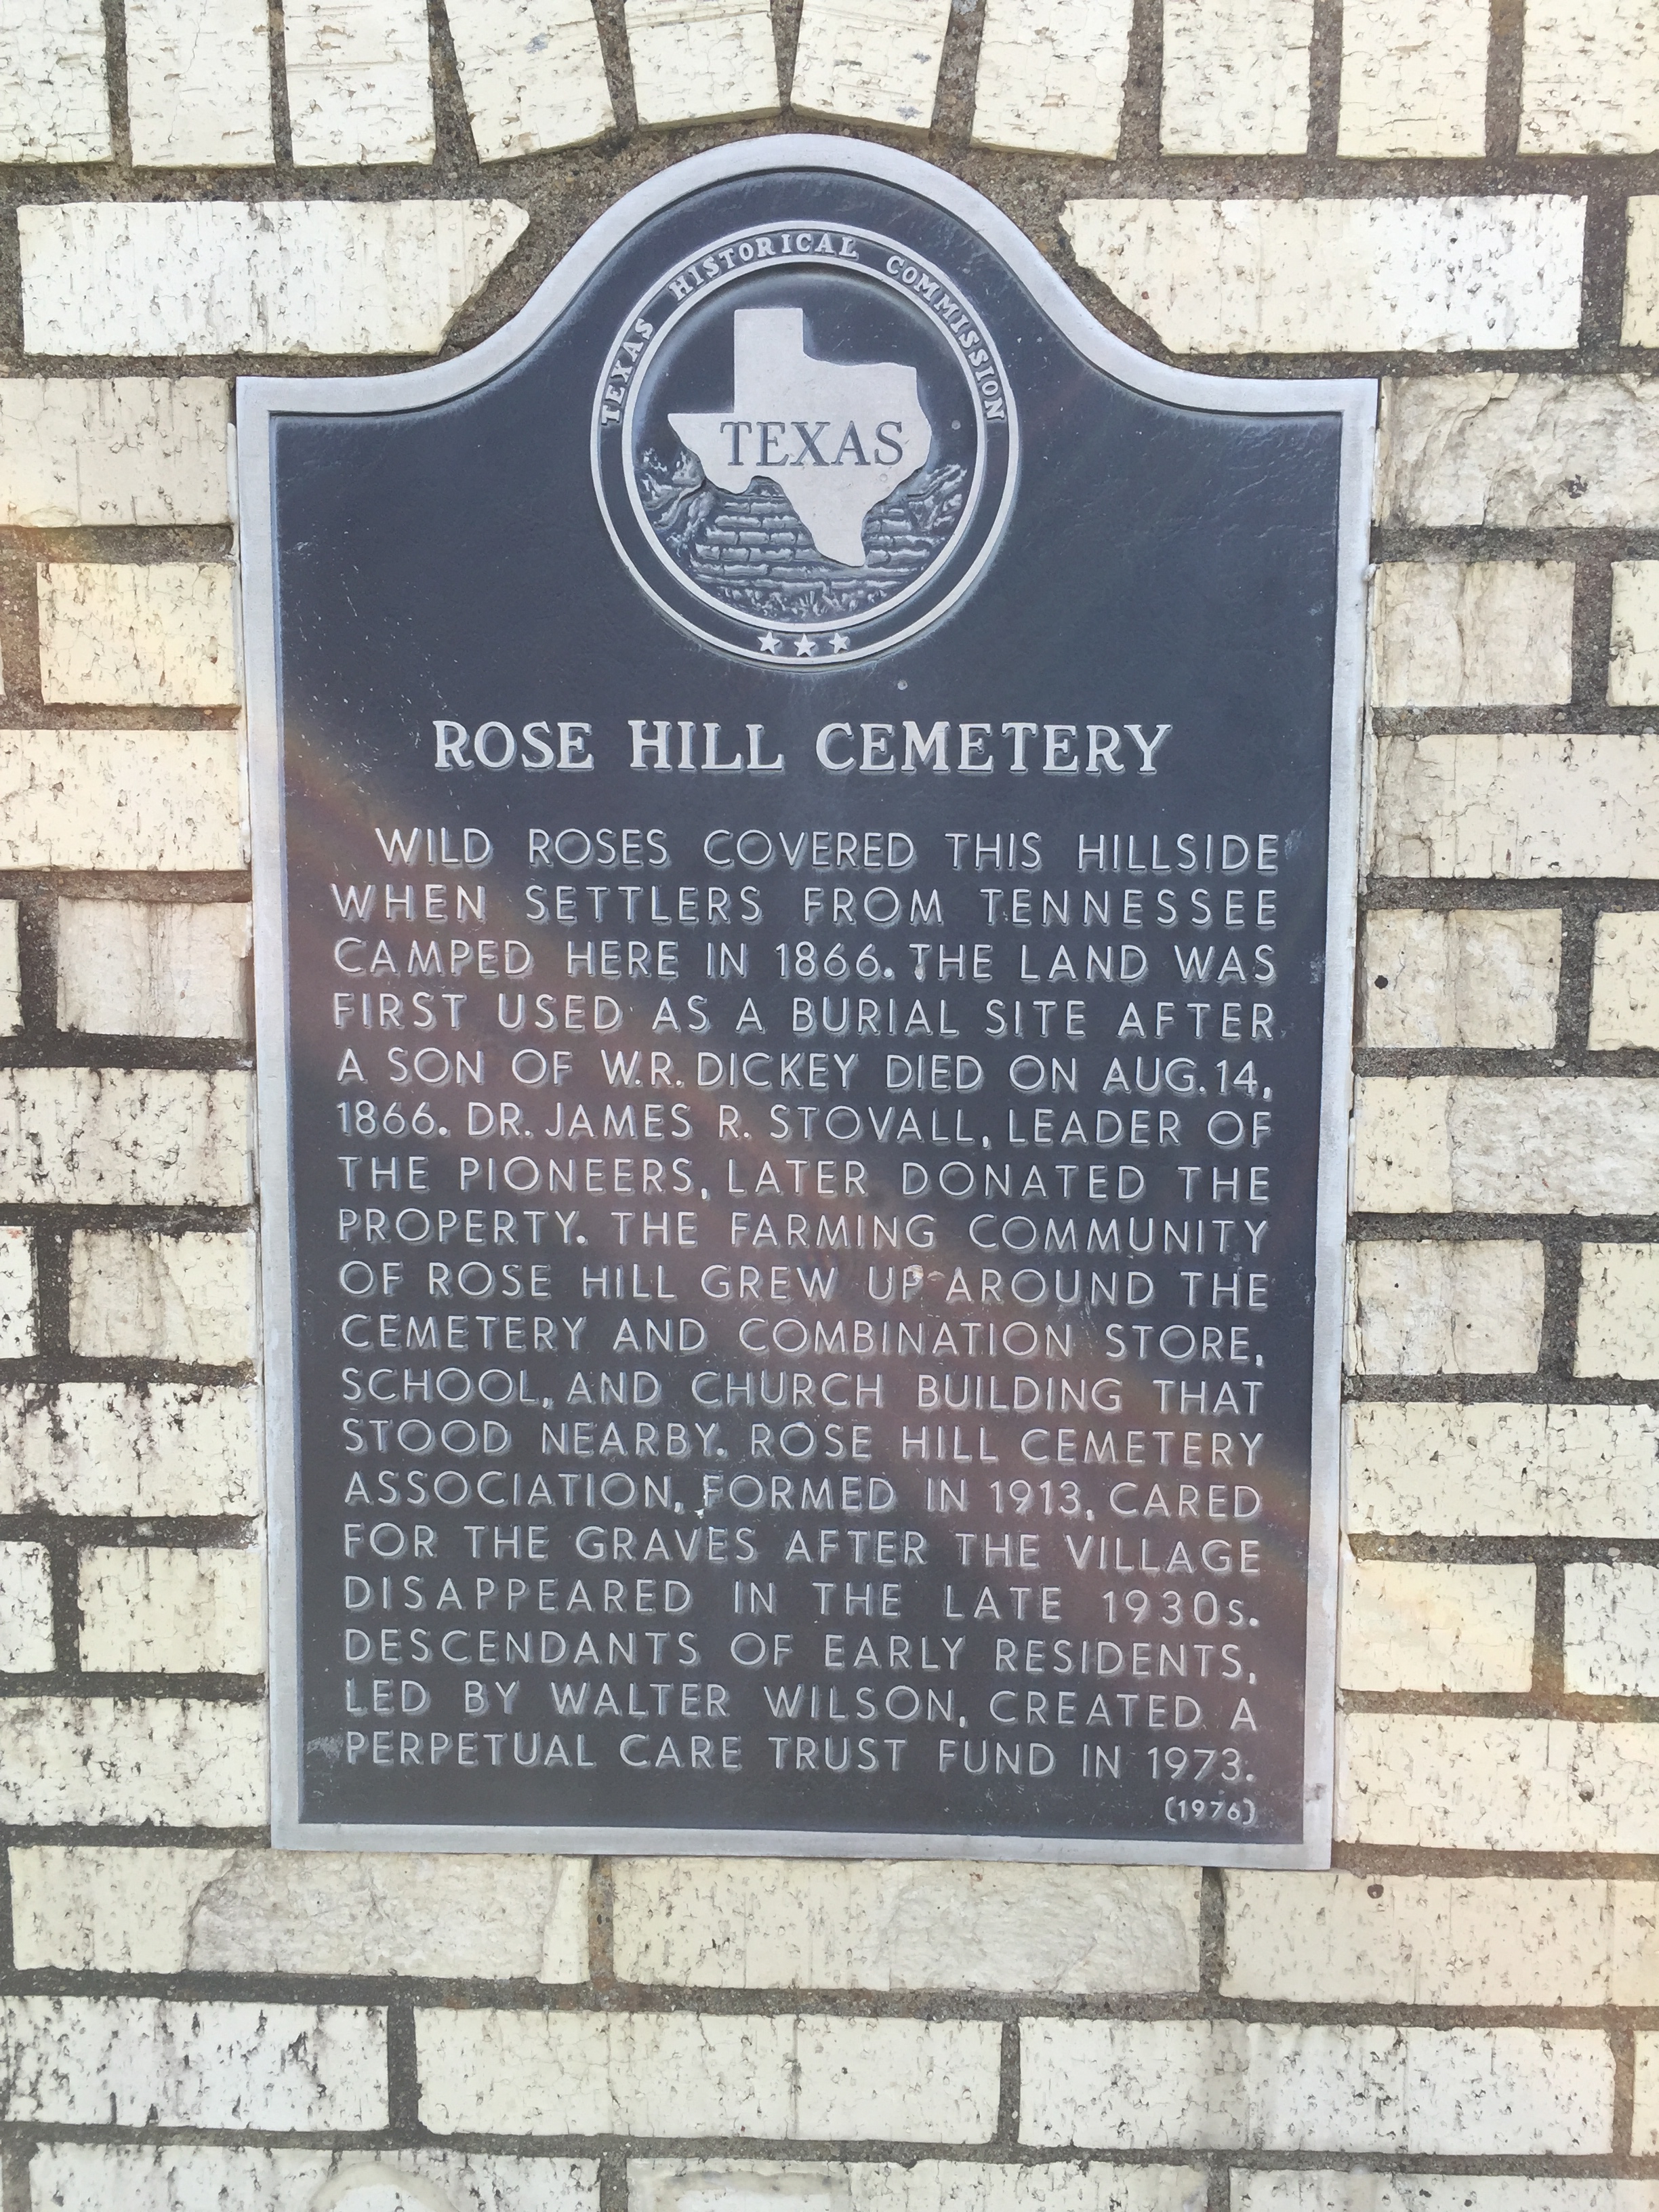 TEXAS HISTORICAL COMMISSION
TEXAS
ROSE HILL CEMETERY
WILD ROSES COVERED THIS HILLSIDE
WHEN SETTLERS FROM TENNESSEE
CAMPED HERE IN 1866. THE LAND WAS
FIRST USED AS A BURIAL SITE AFTER
A SON OF W.R. DICKEY DIED ON AUG. 14,
1866. DR. JAMES R. STOVALL, LEADER OF
THE PIONEERS, LATER DONATED THE
PROPERTY. THE FARMING COMMUNITY
OF ROSE HILL GREW UP AROUND THE
CEMETERY AND COMBINATION STORE,
SCHOOL, AND CHURCH BUILDING THAT
STOOD NEARBY. ROSE HILL CEMETERY
ASSOCIATION, FORMED IN 1913, CARED
FOR THE GRAVES AFTER THE VILLAGE
DISAPPEARED IN THE LATE 1930s.
DESCENDANTS OF EARLY RESIDENTS,
LED BY WALTER WILSON, CREATED A
PERPETUAL CARE TRUST FUND IN 1973.
(1976)